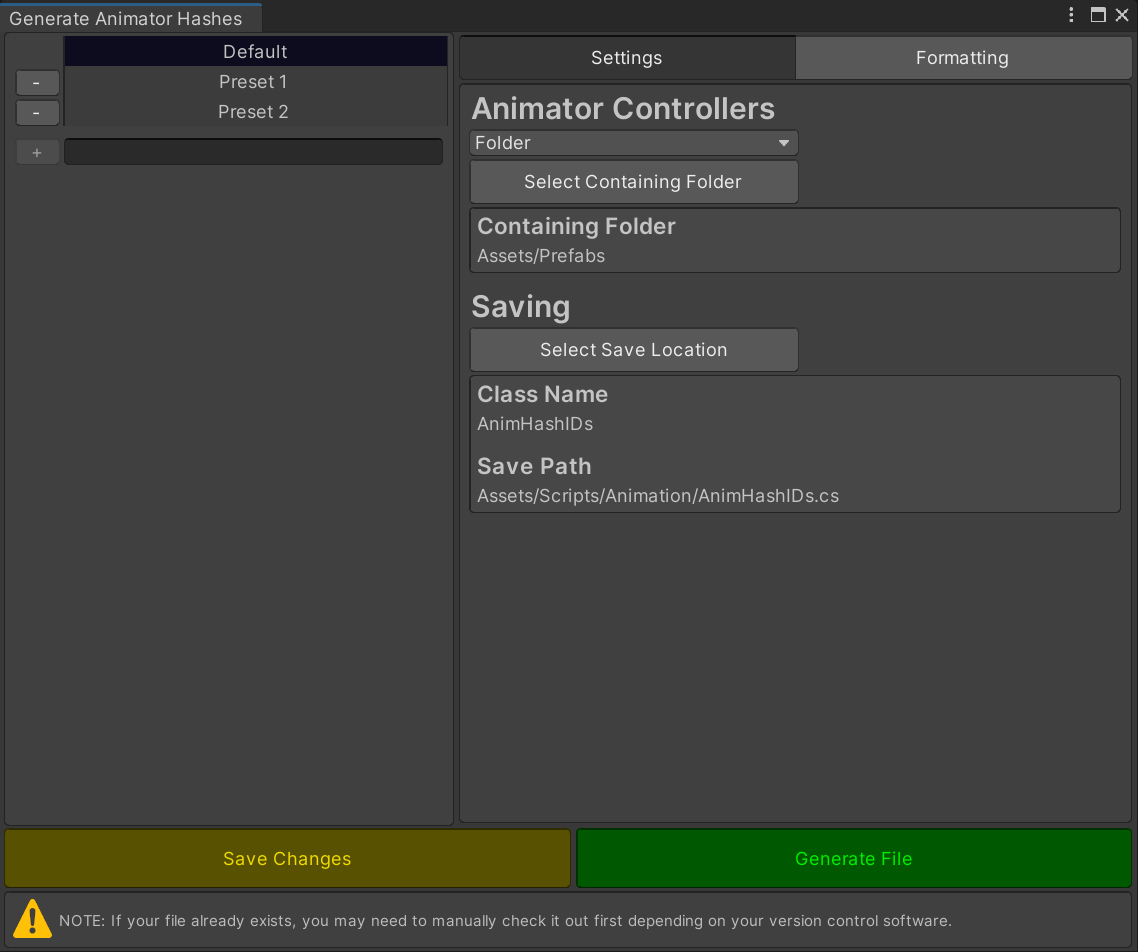 Generate Animator Hashes
Default
- Preset 1
- Preset 2
+
Settings
Formatting
Animator Controllers
Folder
Select Containing Folder
Containing Folder
Assets/Prefabs
Saving
Select Save Location
Class Name
AnimHashIDs
Save Path
Assets/Scripts/Animation/AnimHashIDs.cs
Save Changes
Generate File
NOTE: If your file already exists, you may need to manually check it out first depending on your version control software.